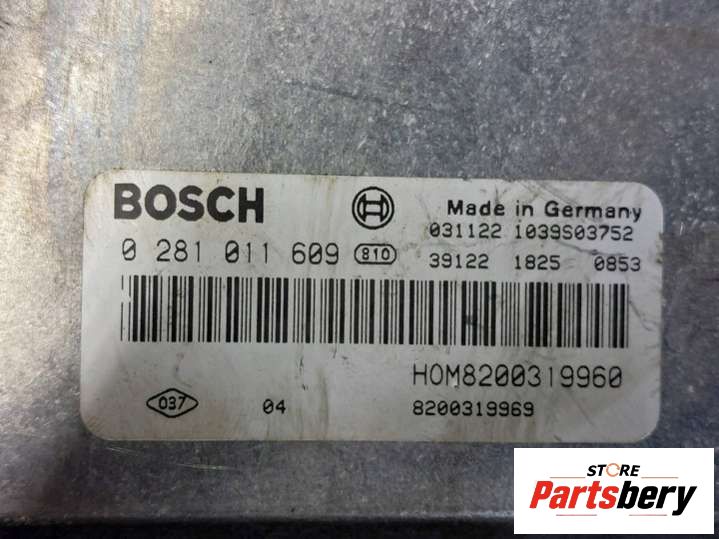 BOSCH
Made in Germany
031122 1039S03752
0 281 011 609 810
39122 1825 0853
HOM8200319960
037 04 8200319969
STORE
Partsbery